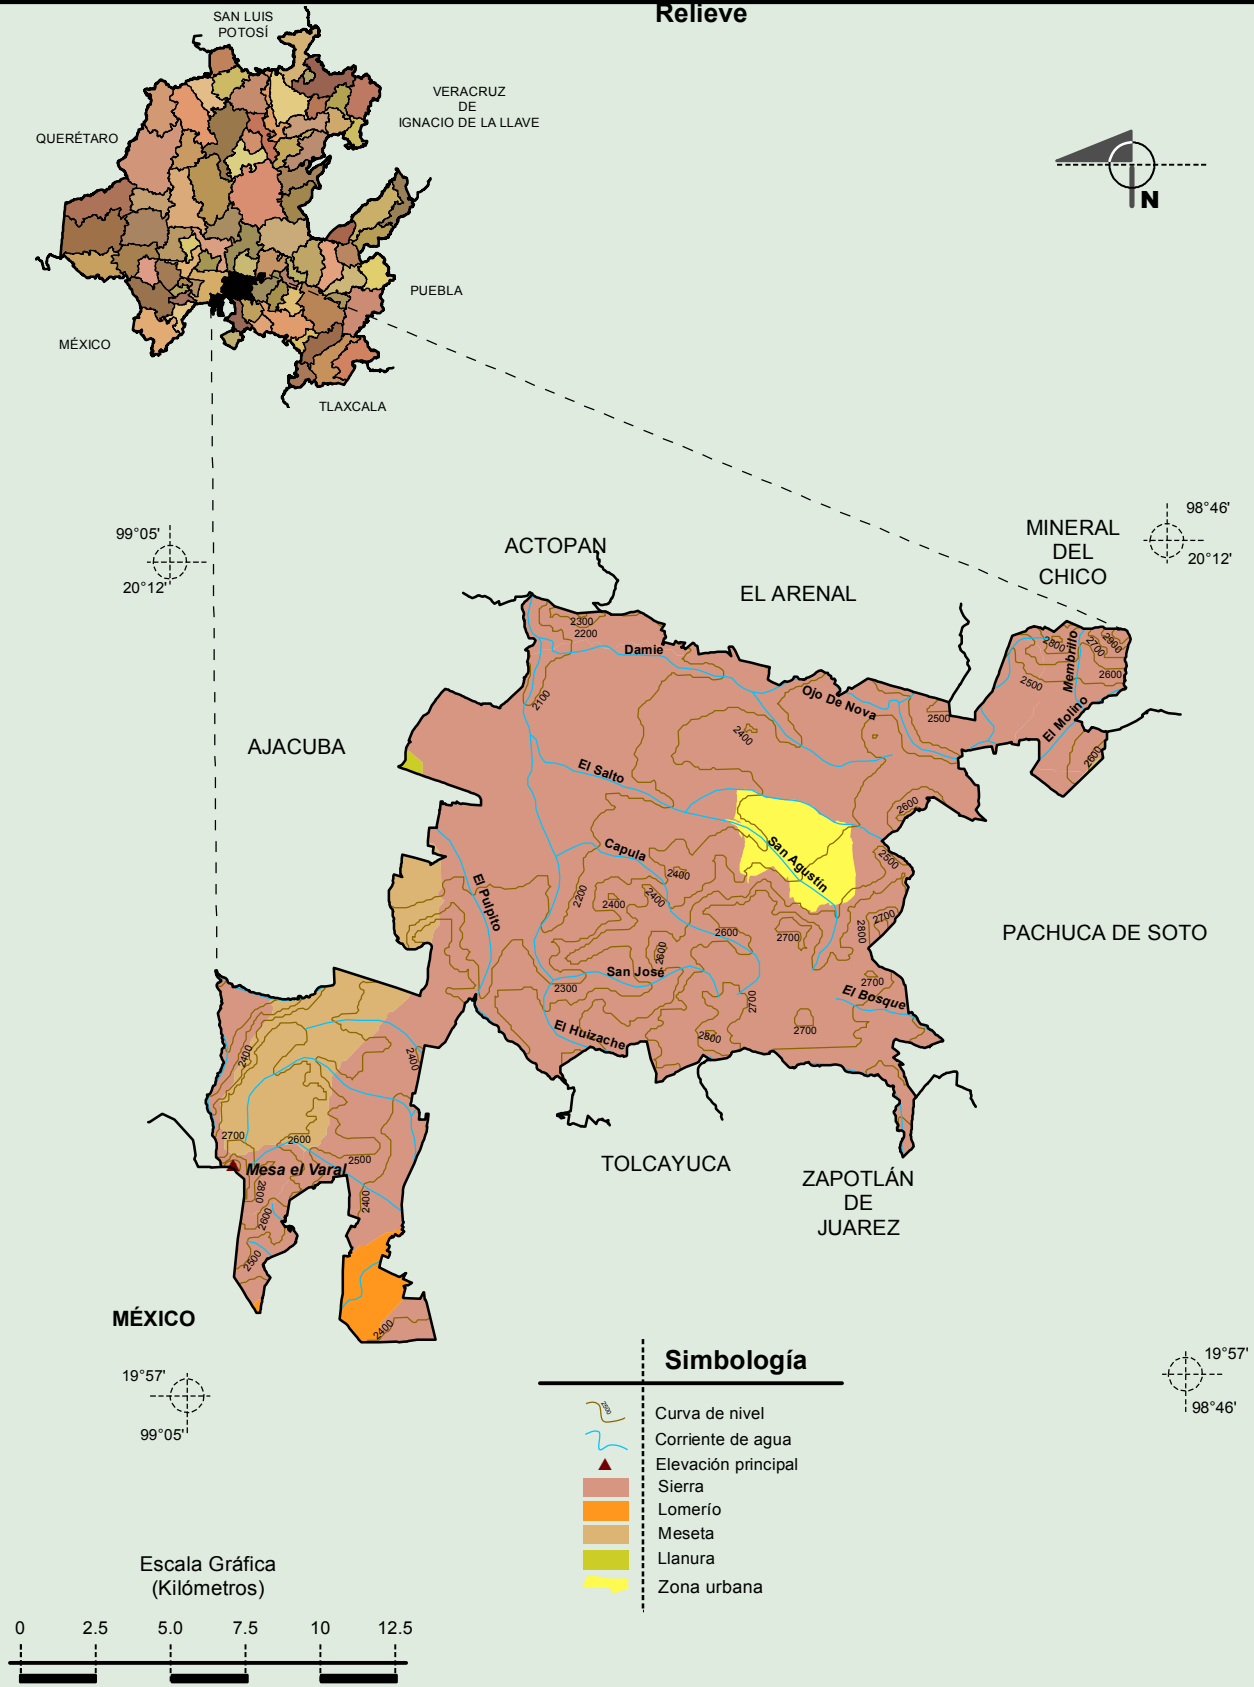 Relieve
SAN LUIS
POTOSÍ
VERACRUZ
DE
IGNACIO DE LA LLAVE
QUERÉTARO
N
PUEBLA
MÉXICO
TLAXCALA
99°05'
20°12'
98°46'
20°12'
ACTOPAN
MINERAL
DEL
CHICO
EL ARENAL
2300
2200
Damie
2100
2800
Membrillo
2700
2900
2600
2500
Ojo De Nova
2500
El Molino
2600
2400
AJACUBA
El Salto
2600
San Agustín
2500
Capula
2400
2400
2200
2400
El Pulpito
2700
2800
2600
2700
2600
PACHUCA DE SOTO
San José
2300
2700
El Bosque
2700
2700
El Huizache
2800
2400
2400
2700
2600
Mesa el Varal
2500
2800
2400
2600
2500
TOLCAYUCA
ZAPOTLÁN
DE
JUAREZ
MÉXICO
2400
19°57'
99°05'
19°57'
98°46'
Simbología
2500
Curva de nivel
Corriente de agua
Elevación principal
Sierra
Lomerío
Meseta
Llanura
Zona urbana
Escala Gráfica
(Kilómetros)
0 2.5 5.0 7.5 10 12.5